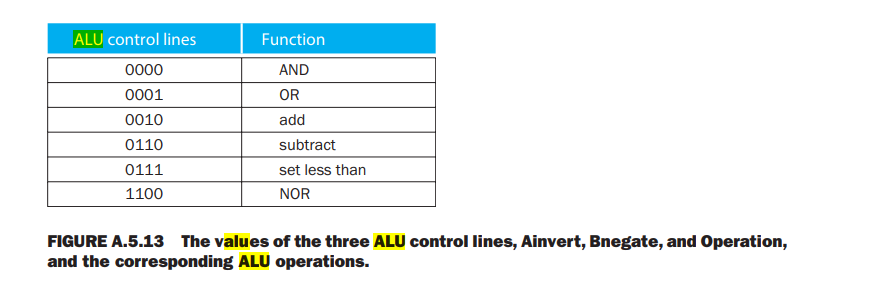 ALU control lines Function
0000 AND
0001 OR
0010 add
0110 subtract
0111 set less than
1100 NOR
FIGURE A.5.13 The values of the three ALU control lines, Ainvert, Bnegate, and Operation,
and the corresponding ALU operations.